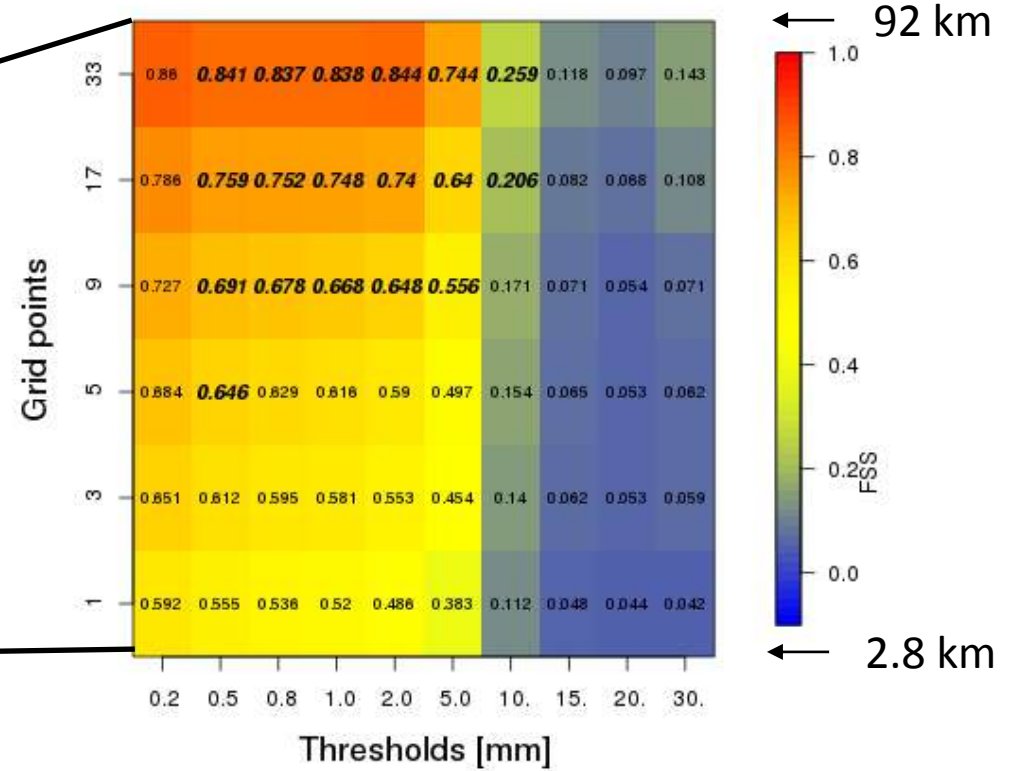 92 km
1.0
33 0.86 0.841 0.837 0.838 0.844 0.744 0.259 0.118 0.097 0.143
0.8
17 0.786 0.759 0.752 0.748 0.74 0.64 0.206 0.082 0.068 0.108
0.6
Grid points
9 0.727 0.691 0.678 0.668 0.648 0.556 0.171 0.071 0.054 0.071
0.4
5 0.684 0.646 0.629 0.616 0.59 0.497 0.154 0.065 0.053 0.062
0.2
FSS
3 0.651 0.612 0.595 0.581 0.553 0.454 0.14 0.062 0.053 0.059
0.0
1 0.592 0.555 0.536 0.52 0.486 0.383 0.112 0.048 0.044 0.042
2.8 km
0.2 0.5 0.8 1.0 2.0 5.0 10. 15. 20. 30.
Thresholds [mm]